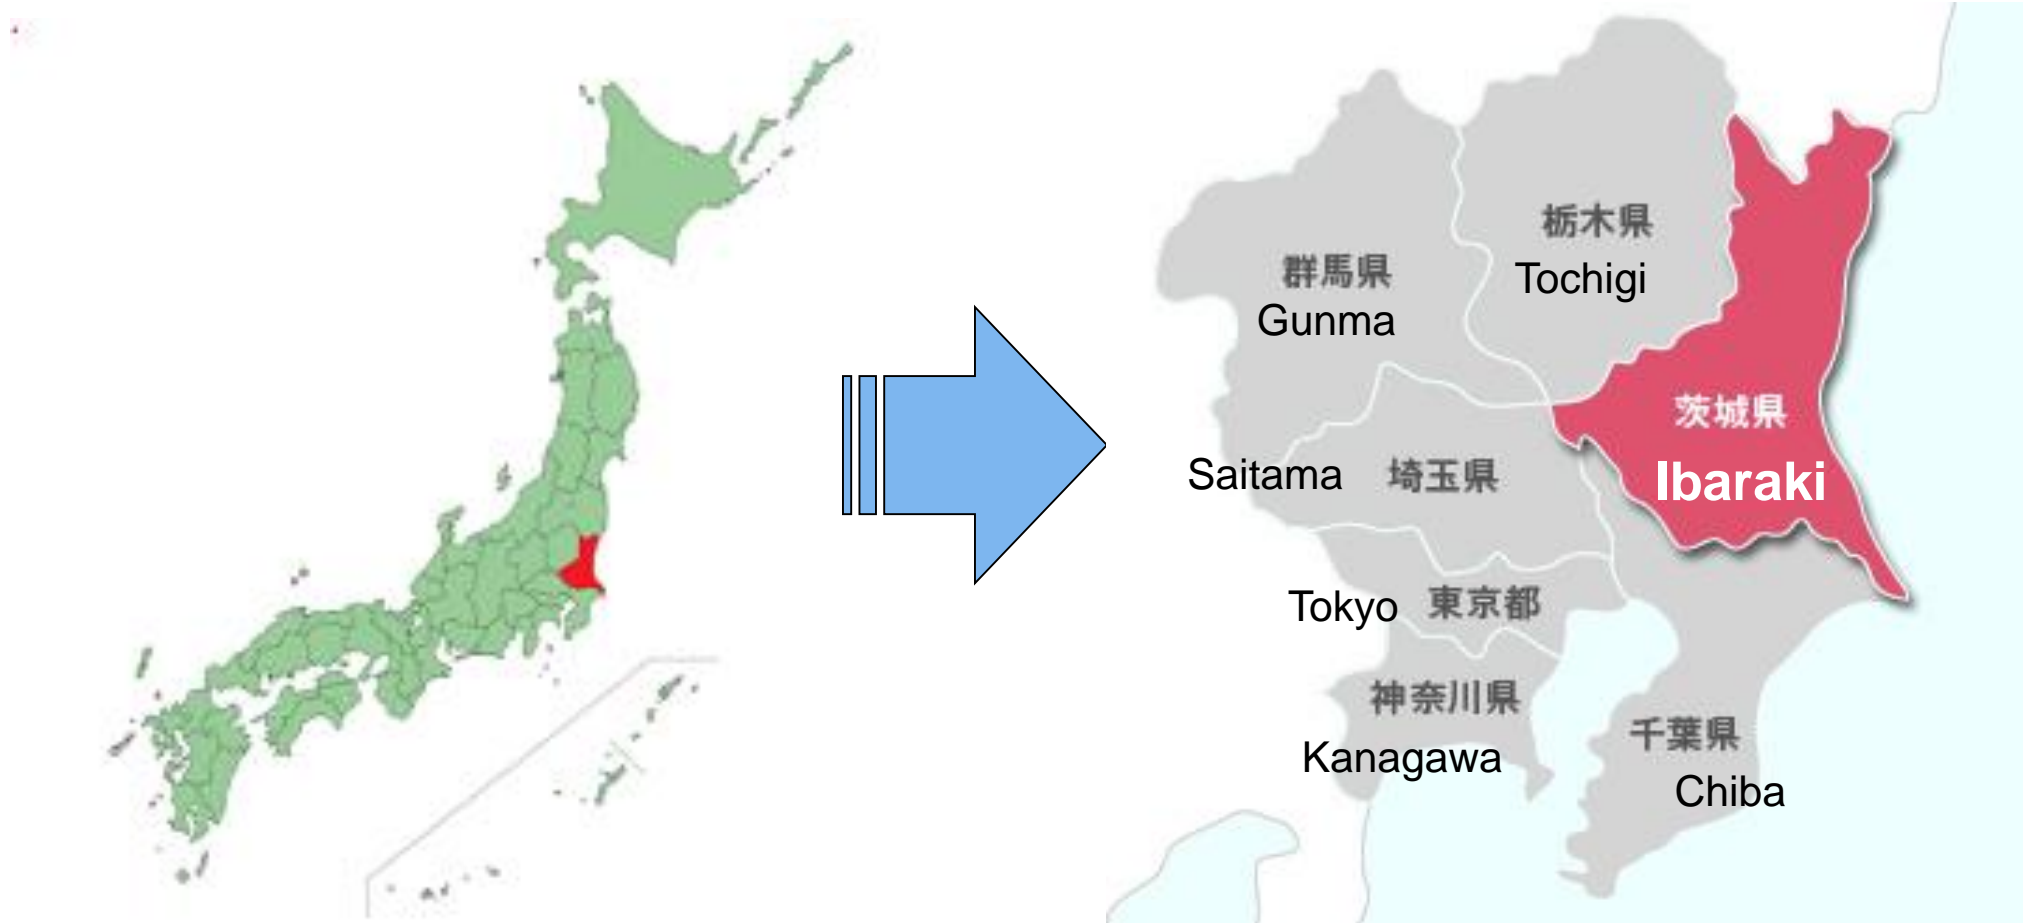 栃木県
Tochigi
群馬県
Gunma
茨城県
Ibaraki
Saitama 埼玉県
Tokyo 東京都
神奈川県
Kanagawa
千葉県
Chiba